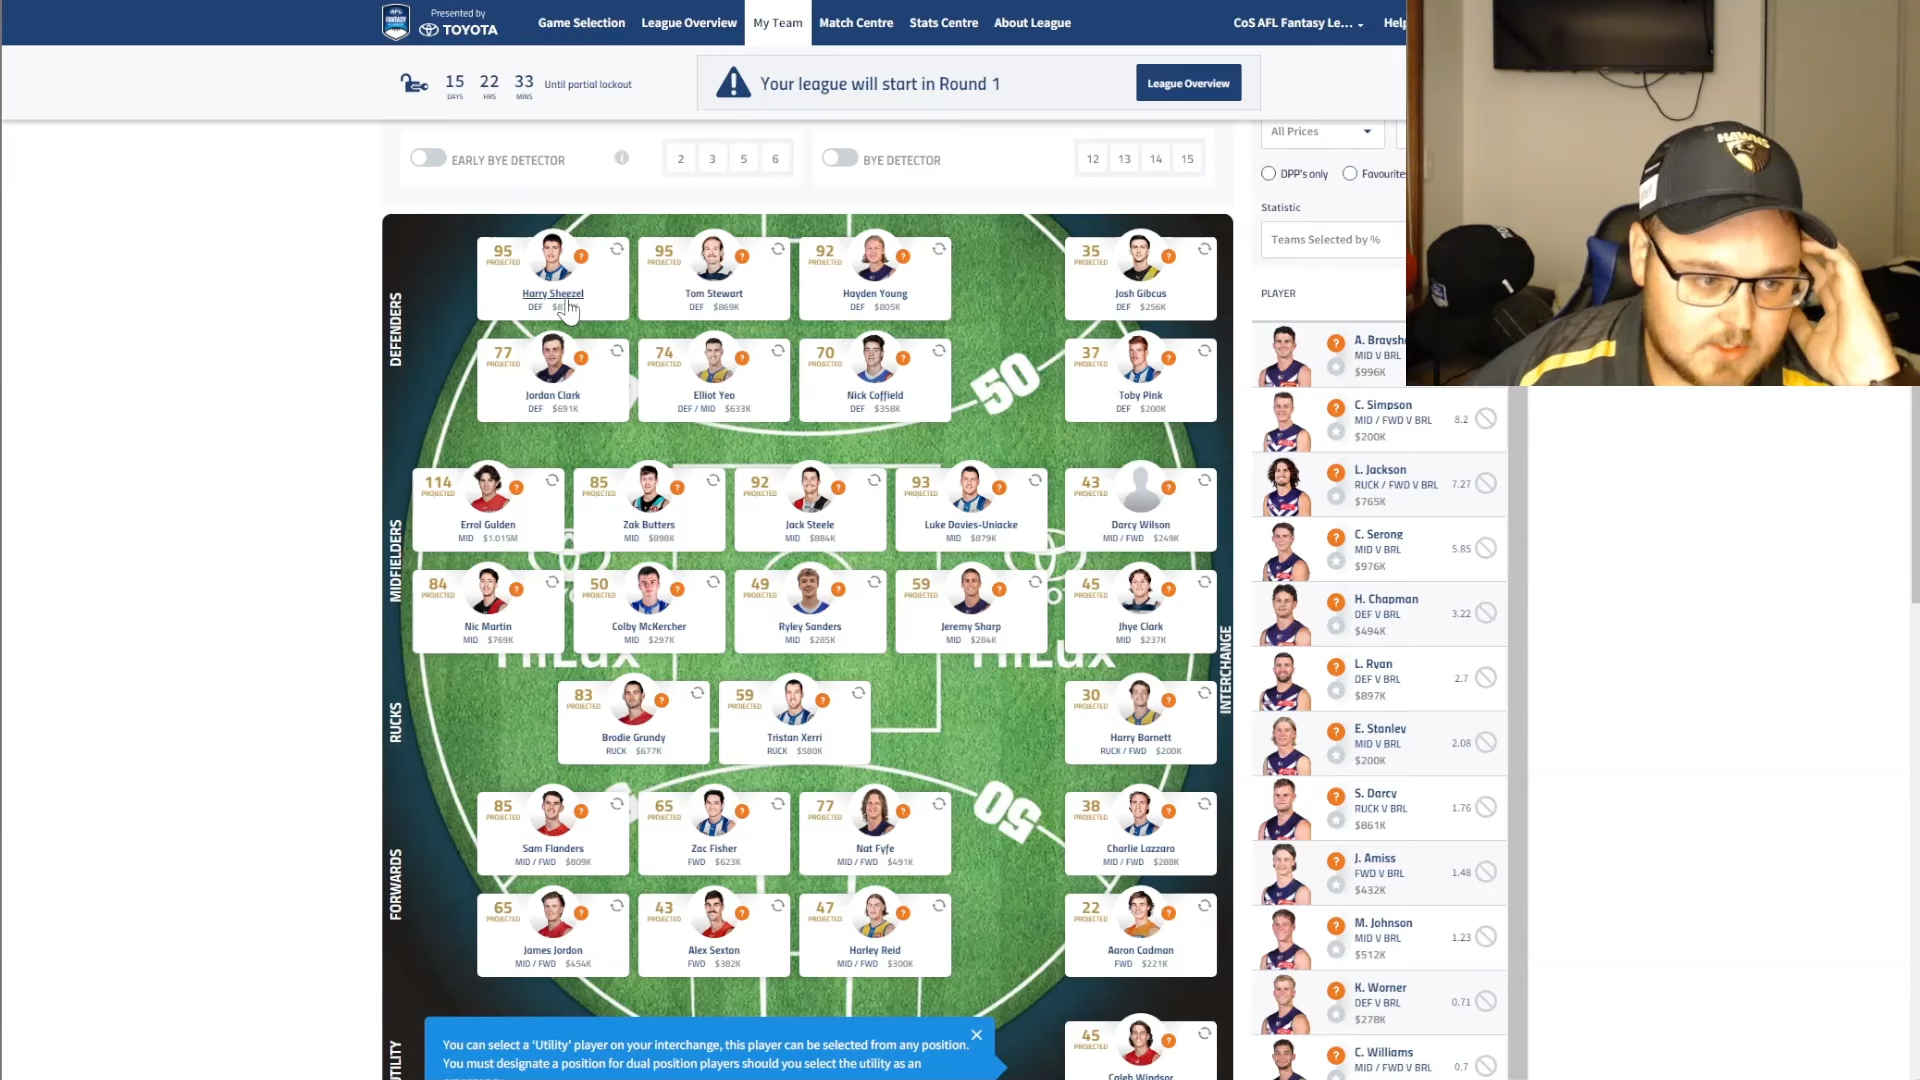 AFL
FANTASY
Presented by
TOYOTA
Game Selection
League Overview
My Team
Match Centre
Stats Centre
About League
CoS AFL Fantasy Le...
Help
15 22 33 Until partial lockout
DAYS HRS MINS
Your league will start in Round 1
League Overview
EARLY BYE DETECTOR
2 3 5 6
BYE DETECTOR
12 13 14 15
All Prices
DPP's only
Favourites
Statistic
Teams Selected by %
PLAYER
DEFENDERS
95 PROJECTED
Harry Sheezel
DEF
95 PROJECTED
Tom Stewart
DEF $869K
92 PROJECTED
Hayden Young
DEF $805K
35 PROJECTED
Josh Gibcus
DEF $256K
77 PROJECTED
Jordan Clark
DEF $691K
74 PROJECTED
Elliot Yeo
DEF / MID $633K
70 PROJECTED
Nick Coffield
DEF $358K
37 PROJECTED
Toby Pink
DEF $200K
50
MIDFIELDERS
114 PROJECTED
Errol Gulden
MID $1.015M
85 PROJECTED
Zak Butters
MID $898K
92 PROJECTED
Jack Steele
MID $884K
93 PROJECTED
Luke Davies-Uniacke
MID $879K
43 PROJECTED
Darcy Wilson
MID / FWD $249K
84 PROJECTED
Nic Martin
MID $769K
50 PROJECTED
Colby McKercher
MID $297K
49 PROJECTED
Ryley Sanders
MID $285K
59 PROJECTED
Jeremy Sharp
MID $284K
45 PROJECTED
Jhye Clark
MID $237K
HiLux
HiLux
INTERCHANGE
RUCKS
83 PROJECTED
Brodie Grundy
RUCK $677K
59 PROJECTED
Tristan Xerri
RUCK $580K
30 PROJECTED
Harry Barnett
RUCK / FWD $200K
50
FORWARDS
85 PROJECTED
Sam Flanders
MID / FWD $809K
65 PROJECTED
Zac Fisher
FWD $623K
77 PROJECTED
Nat Fyfe
MID / FWD $491K
38 PROJECTED
Charlie Lazzaro
MID / FWD $288K
65 PROJECTED
James Jordon
MID / FWD $454K
43 PROJECTED
Alex Sexton
FWD $382K
47 PROJECTED
Harley Reid
MID / FWD $300K
22 PROJECTED
Aaron Cadman
FWD $221K
UTILITY
You can select a 'Utility' player on your interchange, this player can be selected from any position.
You must designate a position for dual position players should you select the utility as an
45 PROJECTED
Caleb Windsor
A. Braysh
MID V BRL
$996K
C. Simpson
MID / FWD V BRL 8.2
$200K
L. Jackson
RUCK / FWD V BRL 7.27
$765K
C. Serong
MID V BRL 5.85
$976K
H. Chapman
DEF V BRL 3.22
$494K
L. Ryan
DEF V BRL 2.7
$897K
E. Stanley
MID V BRL 2.08
$200K
S. Darcy
RUCK V BRL 1.76
$861K
J. Amiss
FWD V BRL 1.48
$432K
M. Johnson
MID V BRL 1.23
$512K
K. Worner
DEF V BRL 0.71
$278K
C. Williams
MID / FWD V BRL 0.7
HAWKS